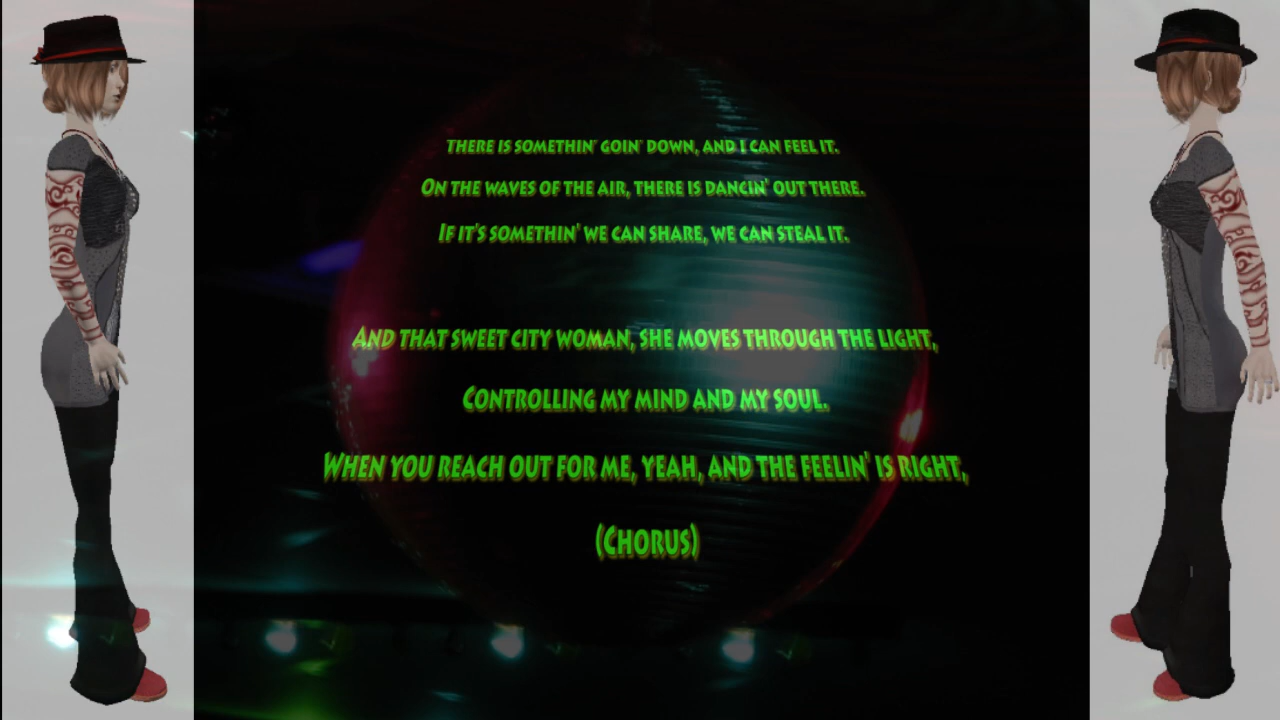 There is somethin' goin' down, and I can feel it.
On the waves of the air, there is dancin' out there.
If it's somethin' we can share, we can steal it.
And that sweet city woman, she moves through the light,
Controlling my mind and my soul.
When you reach out for me, yeah, and the feelin' is right,
(Chorus)